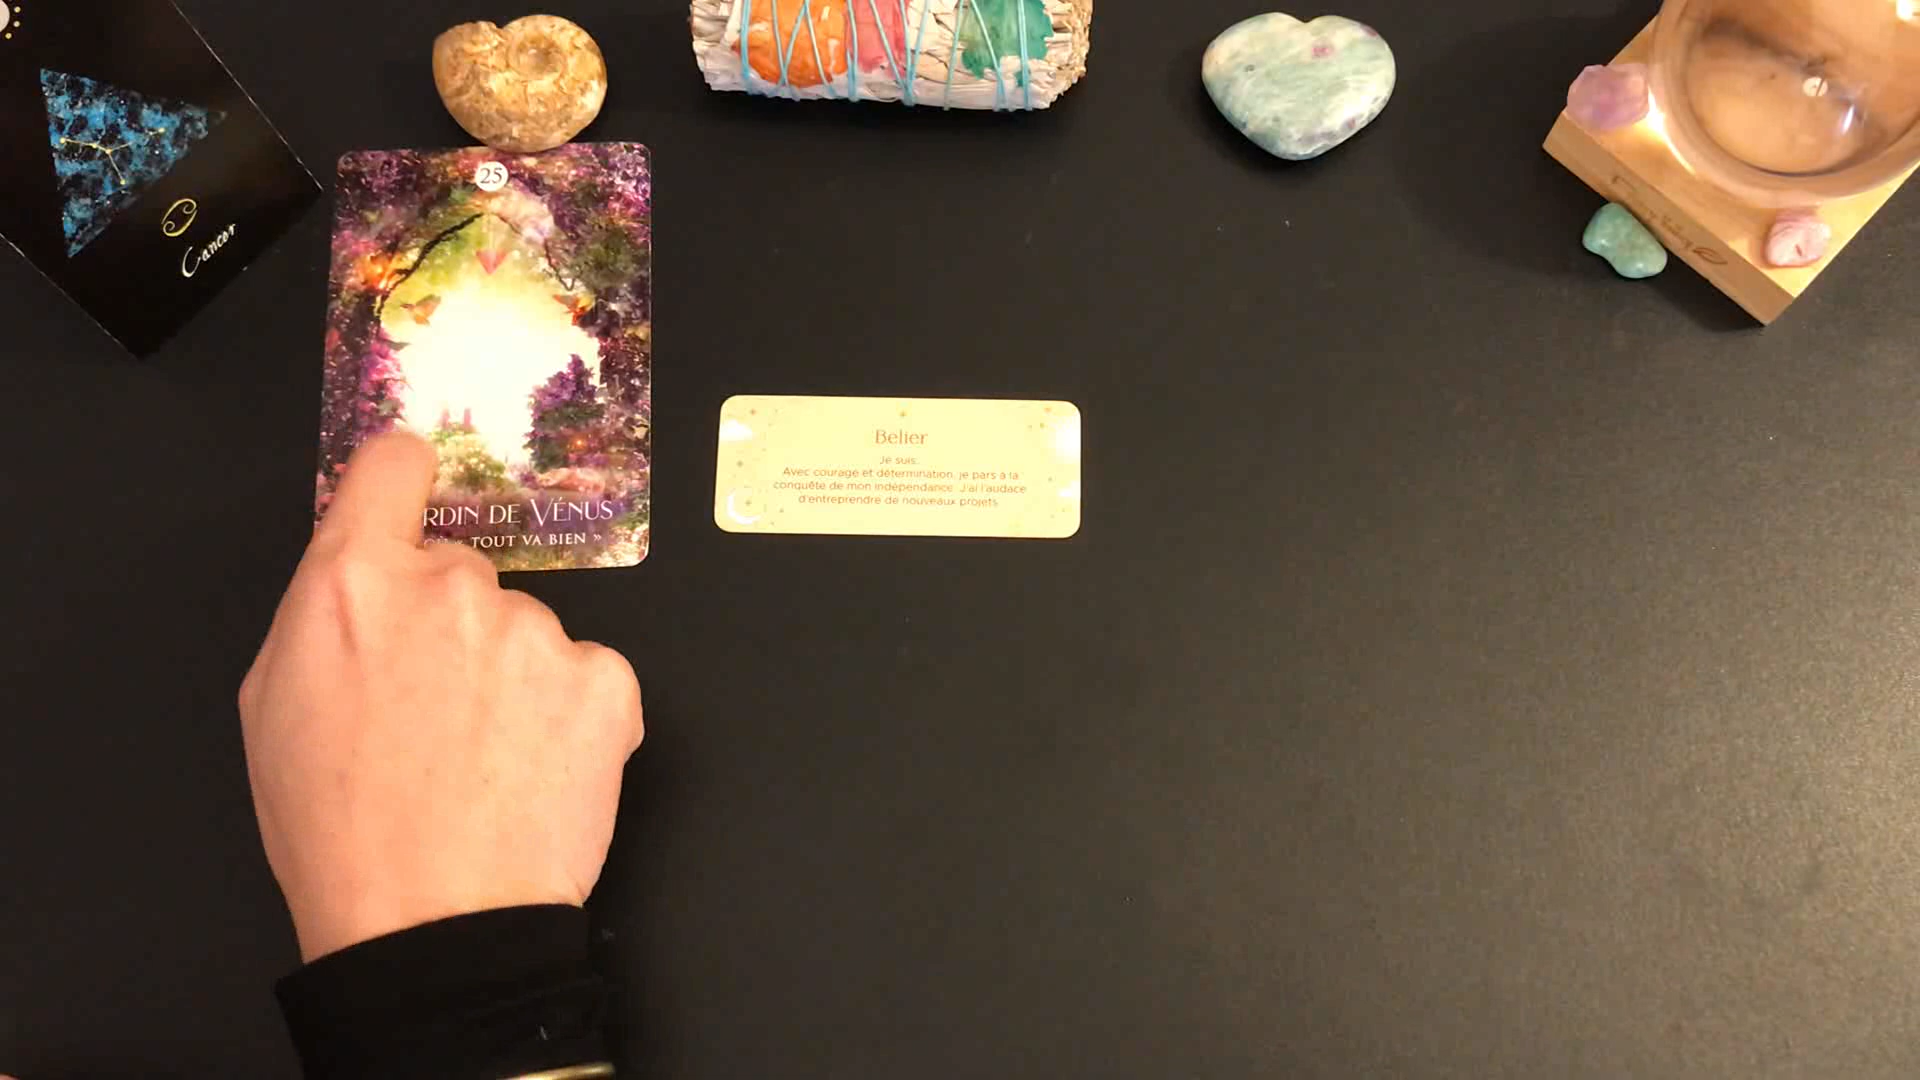 Cancer
25
RDIN DE VÉNUS
TOUT VA BIEN »
Belier
Je suis...
Avec courage et détermination, je pars à la
conquête de mon indépendance. J'ai l'audace
d'entreprendre de nouveaux projets.